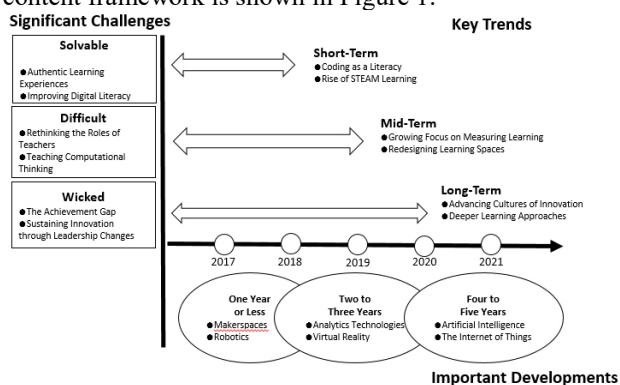 content framework is shown in Figure 1.
Significant Challenges
Key Trends
Solvable
●Authentic Learning
Experiences
●Improving Digital Literacy
Short-Term
●Coding as a Literacy
●Rise of STEAM Learning
Difficult
●Rethinking the Roles of
Teachers
●Teaching Computational
Thinking
Mid-Term
●Growing Focus on Measuring Learning
●Redesigning Learning Spaces
Wicked
●The Achievement Gap
●Sustaining Innovation
through Leadership Changes
Long-Term
●Advancing Cultures of Innovation
●Deeper Learning Approaches
2017 2018 2019 2020 2021
One Year
or Less
●Makerspaces
●Robotics
Two to
Three Years
●Analytics Technologies
●Virtual Reality
Four to
Five Years
●Artificial Intelligence
●The Internet of Things
Important Developments